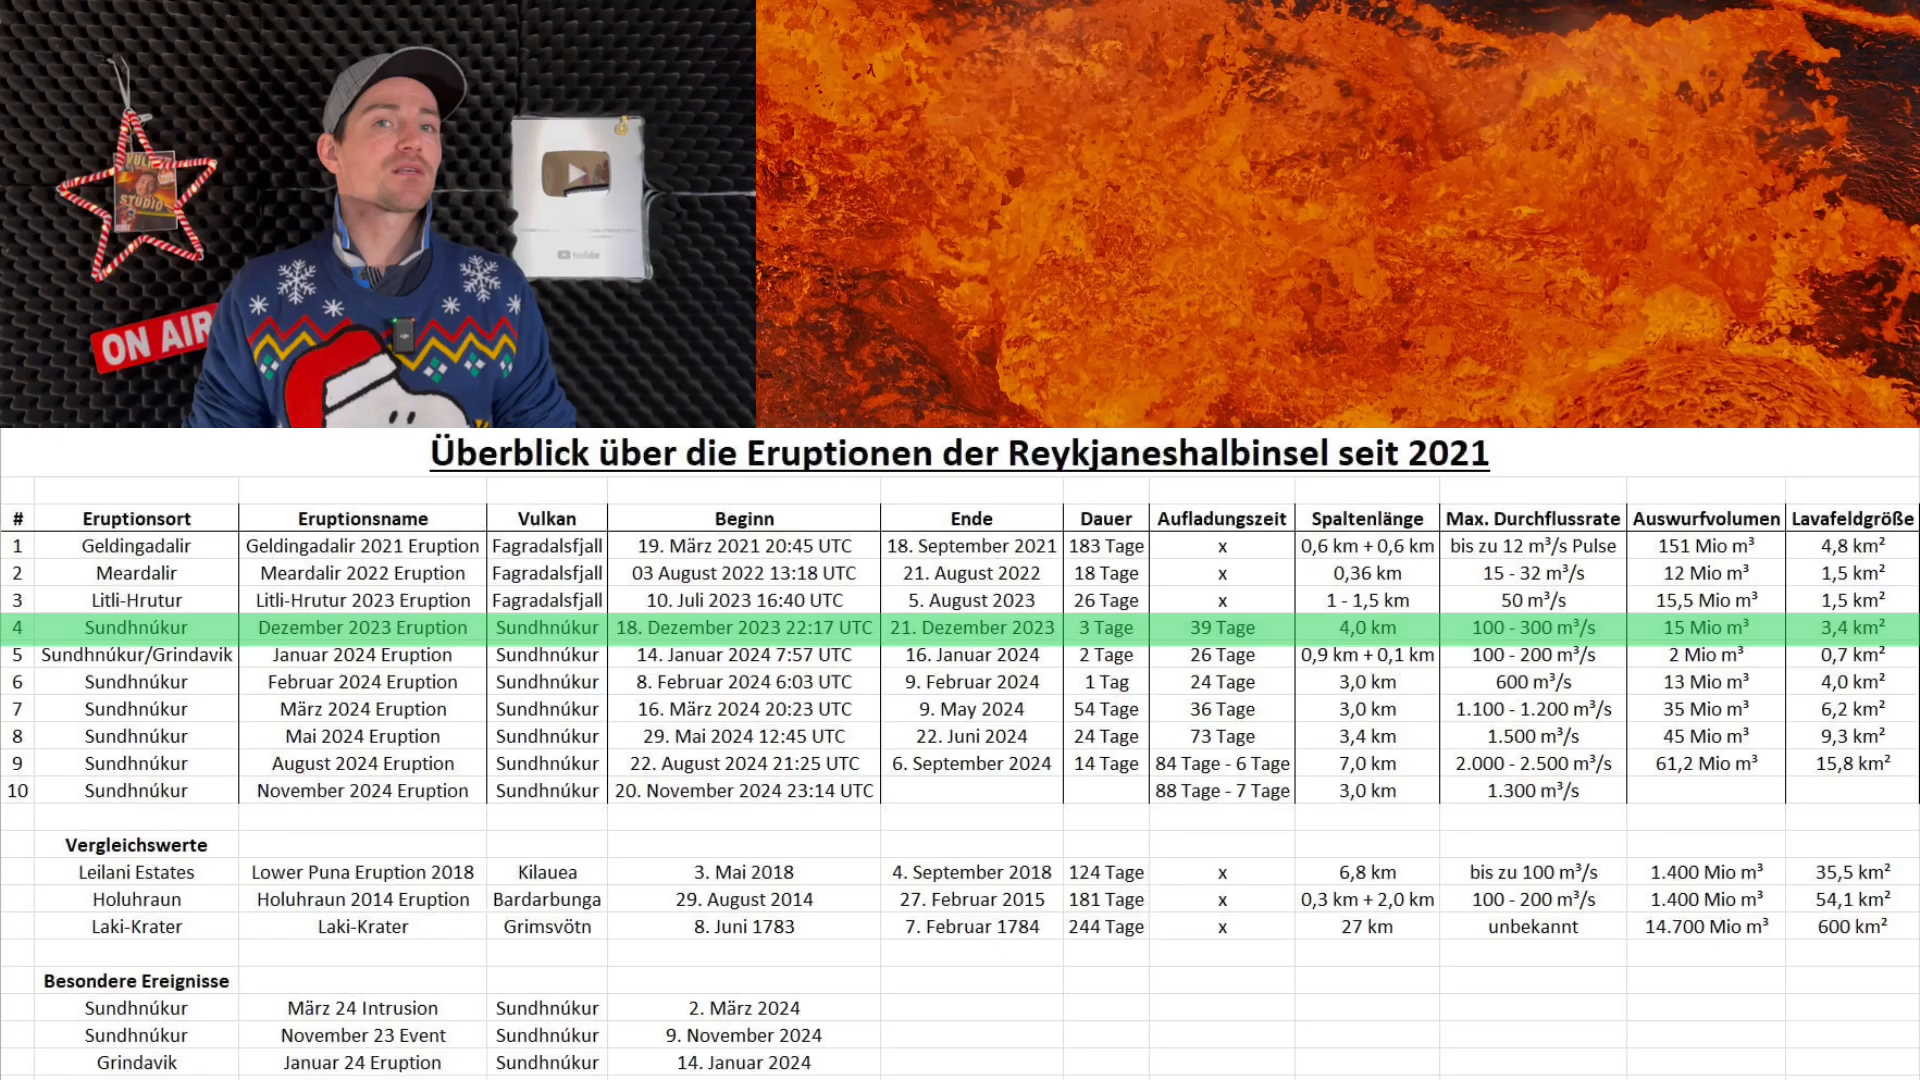 VULK
STUDIO
ON AIR
YouTube
Überblick über die Eruptionen der Reykjaneshalbinsel seit 2021
# Eruptionsort Eruptionsname Vulkan Beginn Ende Dauer Aufladungszeit Spaltenlänge Max. Durchflussrate Auswurfvolumen Lavafeldgröße
1 Geldingadalir Geldingadalir 2021 Eruption Fagradalsfjall 19. März 2021 20:45 UTC 18. September 2021 183 Tage x 0,6 km + 0,6 km bis zu 12 m³/s Pulse 151 Mio m³ 4,8 km²
2 Meardalir Meardalir 2022 Eruption Fagradalsfjall 03 August 2022 13:18 UTC 21. August 2022 18 Tage x 0,36 km 15 - 32 m³/s 12 Mio m³ 1,5 km²
3 Litli-Hrutur Litli-Hrutur 2023 Eruption Fagradalsfjall 10. Juli 2023 16:40 UTC 5. August 2023 26 Tage x 1 - 1,5 km 50 m³/s 15,5 Mio m³ 1,5 km²
4 Sundhnúkur Dezember 2023 Eruption Sundhnúkur 18. Dezember 2023 22:17 UTC 21. Dezember 2023 3 Tage 39 Tage 4,0 km 100 - 300 m³/s 15 Mio m³ 3,4 km²
5 Sundhnúkur/Grindavik Januar 2024 Eruption Sundhnúkur 14. Januar 2024 7:57 UTC 16. Januar 2024 2 Tage 26 Tage 0,9 km + 0,1 km 100 - 200 m³/s 2 Mio m³ 0,7 km²
6 Sundhnúkur Februar 2024 Eruption Sundhnúkur 8. Februar 2024 6:03 UTC 9. Februar 2024 1 Tag 24 Tage 3,0 km 600 m³/s 13 Mio m³ 4,0 km²
7 Sundhnúkur März 2024 Eruption Sundhnúkur 16. März 2024 20:23 UTC 9. May 2024 54 Tage 36 Tage 3,0 km 1.100 - 1.200 m³/s 35 Mio m³ 6,2 km²
8 Sundhnúkur Mai 2024 Eruption Sundhnúkur 29. Mai 2024 12:45 UTC 22. Juni 2024 24 Tage 73 Tage 3,4 km 1.500 m³/s 45 Mio m³ 9,3 km²
9 Sundhnúkur August 2024 Eruption Sundhnúkur 22. August 2024 21:25 UTC 6. September 2024 14 Tage 84 Tage - 6 Tage 7,0 km 2.000 - 2.500 m³/s 61,2 Mio m³ 15,8 km²
10 Sundhnúkur November 2024 Eruption Sundhnúkur 20. November 2024 23:14 UTC 88 Tage - 7 Tage 3,0 km 1.300 m³/s
Vergleichswerte
Leilani Estates Lower Puna Eruption 2018 Kilauea 3. Mai 2018 4. September 2018 124 Tage x 6,8 km bis zu 100 m³/s 1.400 Mio m³ 35,5 km²
Holuhraun Holuhraun 2014 Eruption Bardarbunga 29. August 2014 27. Februar 2015 181 Tage x 0,3 km + 2,0 km 100 - 200 m³/s 1.400 Mio m³ 54,1 km²
Laki-Krater Laki-Krater Grimsvötn 8. Juni 1783 7. Februar 1784 244 Tage x 27 km unbekannt 14.700 Mio m³ 600 km²
Besondere Ereignisse
Sundhnúkur März 24 Intrusion Sundhnúkur 2. März 2024
Sundhnúkur November 23 Event Sundhnúkur 9. November 2024
Grindavik Januar 24 Eruption Sundhnúkur 14. Januar 2024